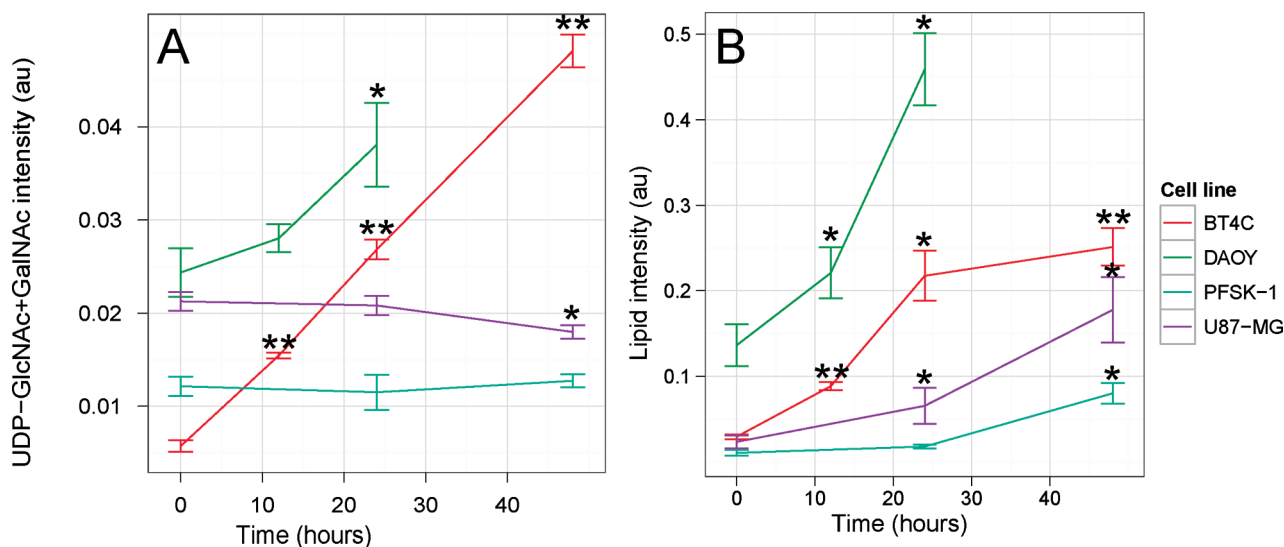 A
UDP−GlcNAc+GalNAc intensity (au)
0.04
0.03
0.02
0.01
**
*
**
**
*
0 10 20 30 40
Time (hours)
B
Lipid intensity (au)
0.5
0.4
0.3
0.2
0.1
*
*
*
**
*
**
*
*
0 10 20 30 40
Time (hours)
Cell line
BT4C
DAOY
PFSK−1
U87−MG